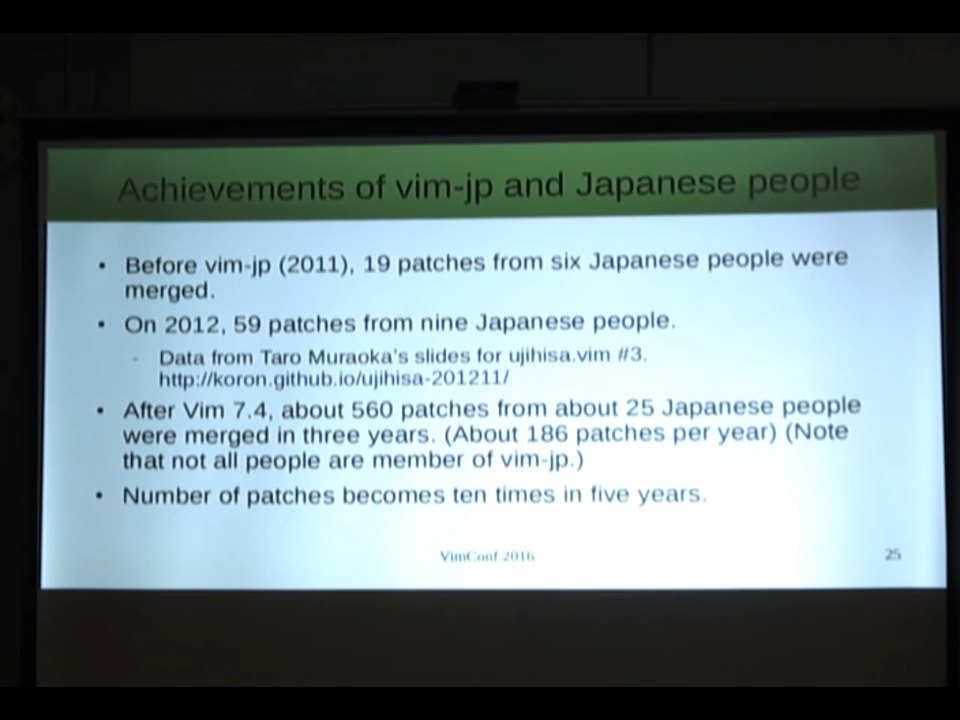 Achievements of vim-jp and Japanese people
• Before vim-jp (2011), 19 patches from six Japanese people were
merged.
• On 2012, 59 patches from nine Japanese people.
- Data from Taro Muraoka's slides for ujihisa.vim #3.
http://koron.github.io/ujihisa-201211/
• After Vim 7.4, about 560 patches from about 25 Japanese people
were merged in three years. (About 186 patches per year) (Note
that not all people are member of vim-jp.)
• Number of patches becomes ten times in five years.
VimConf 2016
25